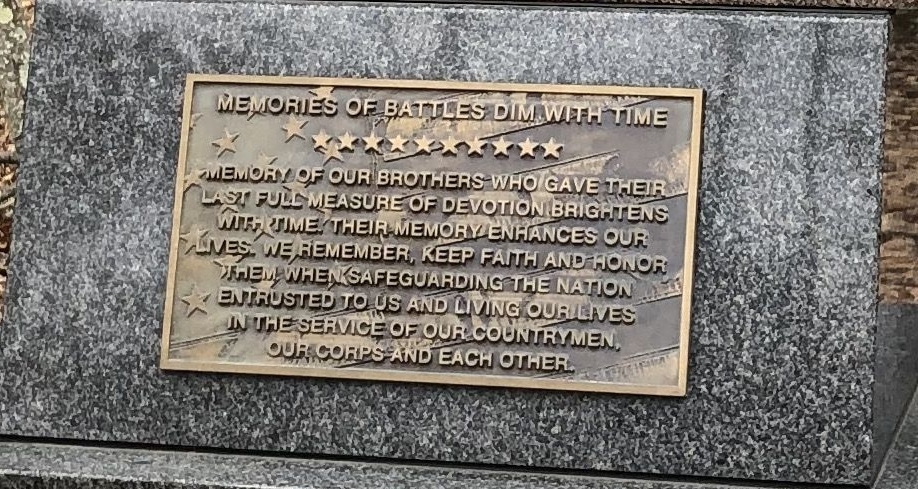 MEMORIES OF BATTLES DIM WITH TIME
MEMORY OF OUR BROTHERS WHO GAVE THEIR
LAST FULL MEASURE OF DEVOTION BRIGHTENS
WITH TIME. THEIR MEMORY ENHANCES OUR
LIVES. WE REMEMBER, KEEP FAITH AND HONOR
THEM WHEN SAFEGUARDING THE NATION
ENTRUSTED TO US AND LIVING OUR LIVES
IN THE SERVICE OF OUR COUNTRYMEN,
OUR CORPS AND EACH OTHER.